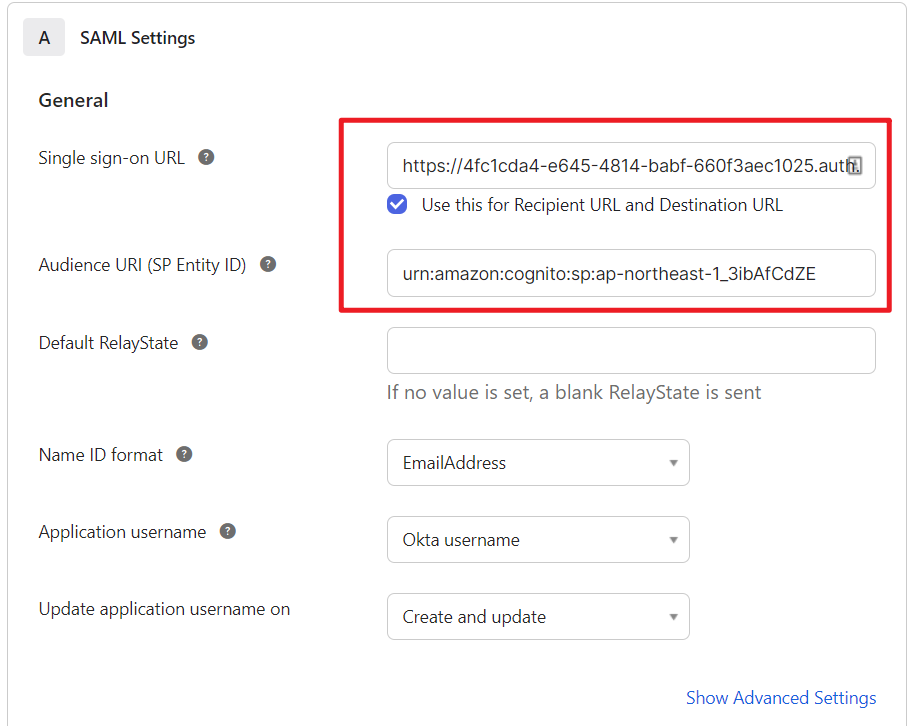 A SAML Settings
General
Single sign-on URL ?
https://4fc1cda4-e645-4814-babf-660f3aec1025.auth.
Use this for Recipient URL and Destination URL
Audience URI (SP Entity ID) ?
urn:amazon:cognito:sp:ap-northeast-1_3ibAfCdZE
Default RelayState ?
If no value is set, a blank RelayState is sent
Name ID format ?
EmailAddress
Application username ?
Okta username
Update application username on
Create and update
Show Advanced Settings